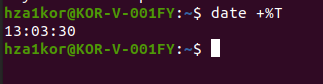 hza1kor@KOR-V-001FY:~$ date +%T
13:03:30
hza1kor@KOR-V-001FY:~$